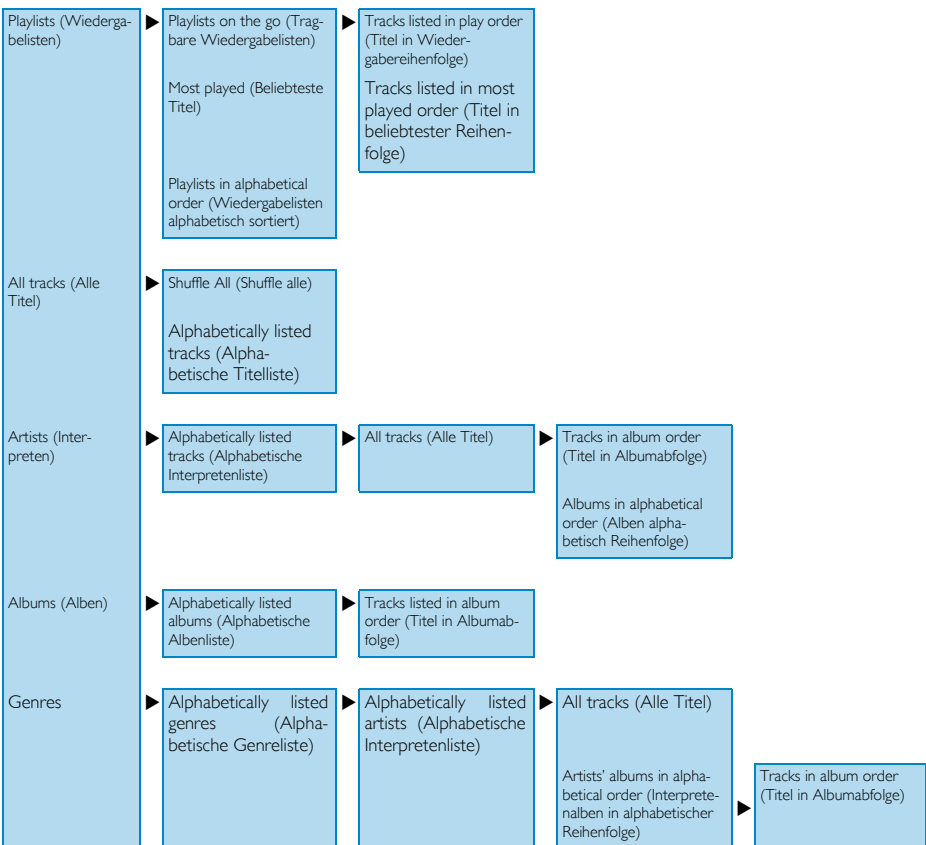 Playlists (Wiederga-
belisten)
Playlists on the go (Trag-
bare Wiedergabelisten)
Tracks listed in play order
(Titel in Wieder-
gabereihenfolge)
Most played (Beliebteste
Titel)
Tracks listed in most
played order (Titel in
beliebtester Reihen-
folge)
Playlists in alphabetical
order (Wiedergabelisten
alphabetisch sortiert)
All tracks (Alle
Titel)
Shuffle All (Shuffle alle)
Alphabetically listed
tracks (Alpha-
betische Titelliste)
Artists (Inter-
preten)
Alphabetically listed
tracks (Alphabetische
Interpretenliste)
All tracks (Alle Titel)
Tracks in album order
(Titel in Albumabfolge)
Albums in alphabetical
order (Alben alpha-
betisch Reihenfolge)
Albums (Alben)
Alphabetically listed
albums (Alphabetische
Albenliste)
Tracks listed in album
order (Titel in Albumab-
folge)
Genres
Alphabetically listed
genres (Alpha-
betische Genreliste)
Alphabetically listed
artists (Alphabetische
Interpretenliste)
All tracks (Alle Titel)
Artists' albums in alpha-
betical order (Interprete-
nalben in alphabetischer
Reihenfolge)
Tracks in album order
(Titel in Albumabfolge)